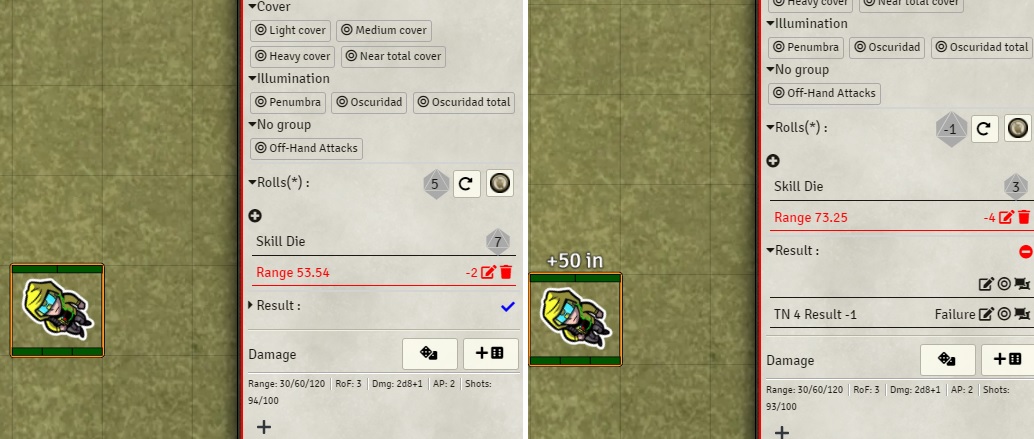 Cover
Light cover Medium cover
Heavy cover Near total cover
Illumination
Penumbra Oscuridad Oscuridad total
No group
Off-Hand Attacks
Rolls(*) : 5
Skill Die 7
Range 53.54 -2
Result :
Damage
Range: 30/60/120 RoF: 3 Dmg: 2d8+1 AP: 2 Shots:
94/100
+50 in
Heavy cover Near total cover
Illumination
Penumbra Oscuridad Oscuridad total
No group
Off-Hand Attacks
Rolls(*) : -1
Skill Die 3
Range 73.25 -4
Result :
TN 4 Result -1 Failure
Damage
Range: 30/60/120 RoF: 3 Dmg: 2d8+1 AP: 2 Shots:
93/100